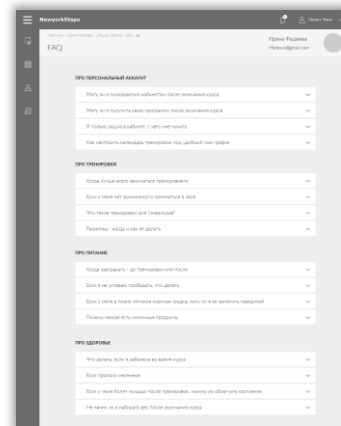 Newyorkfitape
FAQ
Ирина Фадеева
ПРО ПЕРСОНАЛЬНЫЙ АККАУНТ
Могу ли я пользоваться кабинетом после окончания курса
Могу ли я получить свою программу после окончания курса
Я только зашла в кабинет, с чего мне начать
Как настроить календарь тренировок под удобный мне график
ПРО ТРЕНИРОВКИ
Когда лучше всего заниматься тренировками
Если у меня нет возможности заниматься в зале
Что такое тренировки для "инвалидов"
Разминка - когда и как ее делать
ПРО ПИТАНИЕ
Когда завтракать - до тренировки или после
Если я не успеваю пообедать, что делать
Если у меня в плане питания куриная грудка, могу ли я ее заменить говядиной
Почему нельзя есть молочные продукты
ПРО ЗДОРОВЬЕ
Что делать, если я заболела во время курса
Если пропали месячные
Если у меня болят мышцы после тренировок, можно ли облегчить состояние
Не начну ли я набирать вес после окончания курса